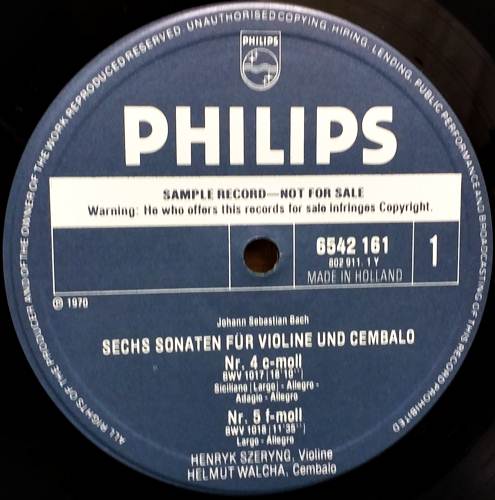 ALL RIGHTS OF THE PRODUCER AND OF THE OWNER OF THE WORK REPRODUCED RESERVED. UNAUTHORISED COPYING, HIRING, LENDING, PUBLIC PERFORMANCE AND BROADCASTING OF THIS RECORD PROHIBITED
PHILIPS
PHILIPS
SAMPLE RECORD—NOT FOR SALE
Warning: He who offers this records for sale infringes Copyright.
6542 161
802 911. 1 Y
MADE IN HOLLAND
1
℗ 1970
Johann Sebastian Bach
SECHS SONATEN FÜR VIOLINE UND CEMBALO
Nr. 4 c-moll
BWV 1017 |18'10''|
Siciliano |Largo| - Allegro -
Adagio - Allegro
Nr. 5 f-moll
BWV 1018 |11'35''|
Largo - Allegro
HENRYK SZERYNG, Violine
HELMUT WALCHA, Cembalo